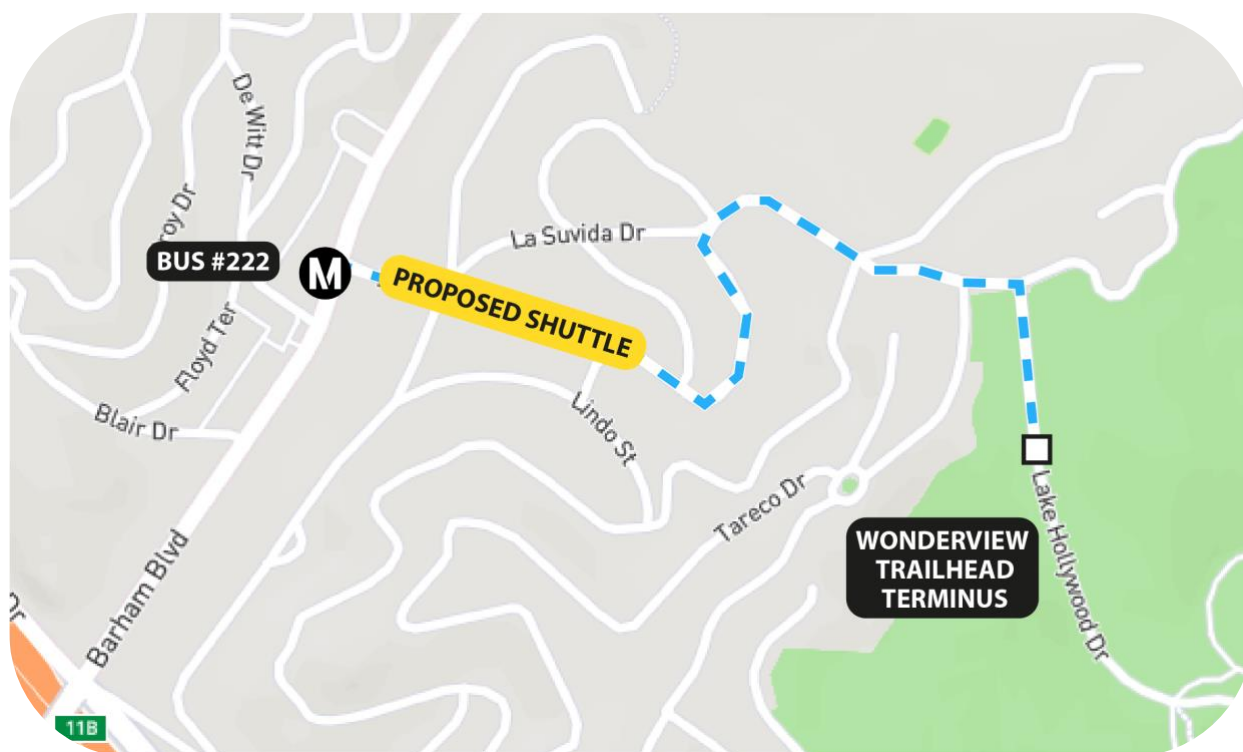 De Witt Dr
roy Dr
La Suvida Dr
BUS #222
M
PROPOSED SHUTTLE
Floyd Ter
Blair Dr
Lindo St
Tareco Dr
Lake Hollywood Dr
WONDERVIEW
TRAILHEAD
TERMINUS
Barham Blvd
Dr
11B